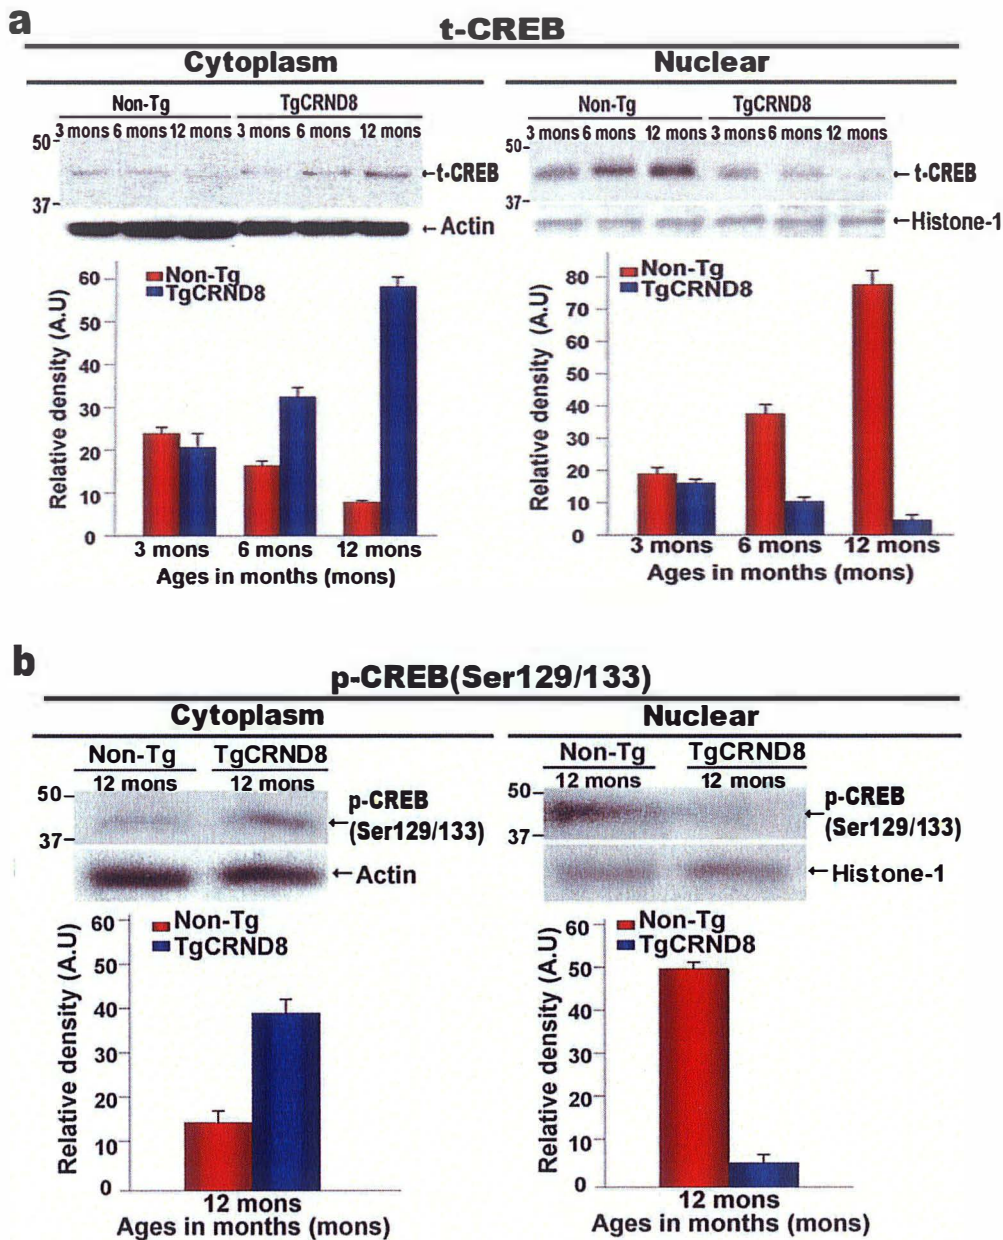 a
t-CREB
Cytoplasm
Non-Tg TgCRND8
3 mons 6 mons 12 mons 3 mons 6 mons 12 mons
50
37
←t-CREB
←Actin
Relative density (A.U)
60
50
40
30
20
10
0
Non-Tg
TgCRND8
3 mons 6 mons 12 mons
Ages in months (mons)
Nuclear
Non-Tg TgCRND8
3 mons 6 mons 12 mons 3 mons 6 mons 12 mons
50
37
←t-CREB
←Histone-1
Relative density (A.U)
80
70
60
50
40
30
20
10
0
Non-Tg
TgCRND8
3 mons 6 mons 12 mons
Ages in months (mons)
b
p-CREB(Ser129/133)
Cytoplasm
Non-Tg TgCRND8
12 mons 12 mons
50
37
p-CREB
←(Ser129/133)
←Actin
Relative density (A.U)
60
50
40
30
20
10
0
Non-Tg
TgCRND8
12 mons
Ages in months (mons)
Nuclear
Non-Tg TgCRND8
12 mons 12 mons
50
37
p-CREB
←(Ser129/133)
←Histone-1
Relative density (A.U)
60
50
40
30
20
10
0
Non-Tg
TgCRND8
12 mons
Ages in months (mons)